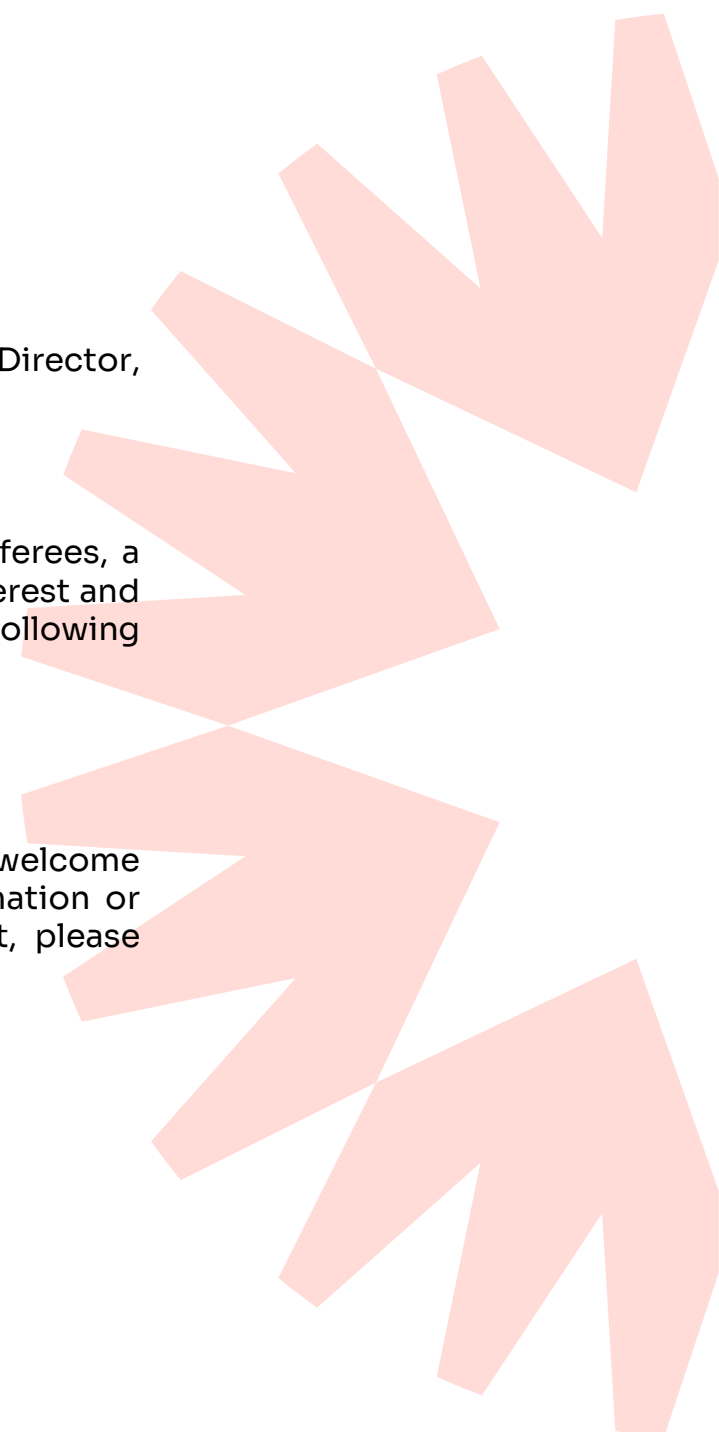 Director,
ferees, a
erest and
ollowing
welcome
nation or
t, please